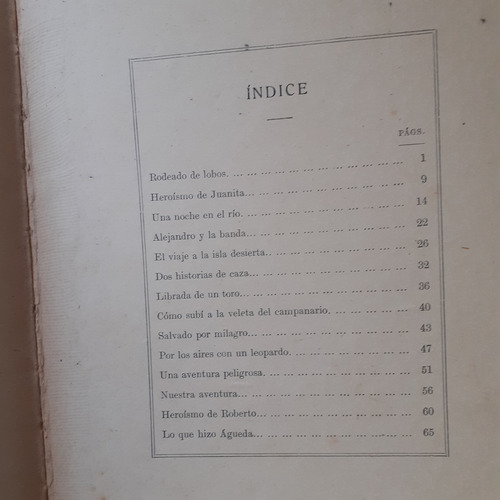 ÍNDICE
PÁGS.
Rodeado de lobos. ... ... ... ... ... ... ... ... ... ... ... ... 1
Heroísmo de Juanita... ... ... ... ... ... ... ... ... ... ... 9
Una noche en el río. ... ... ... ... ... ... ... ... ... ... ... 14
Alejandro y la banda... ... ... ... ... ... ... ... ... ... ... 22
El viaje a la isla desierta.. ... ... ... ... ... ... ... ... ... 26
Dos historias de caza... ... ... ... ... ... ... ... ... ... ... 32
Librada de un toro... ... ... ... ... ... ... ... ... ... ... ... 36
Cómo subí a la veleta del campanario. ... ... ... ... ... 40
Salvado por milagro... ... ... ... ... ... ... ... ... ... ... 43
Por los aires con un leopardo. ... ... ... ... ... ... ... 47
Una aventura peligrosa. ... ... ... ... ... ... ... ... ... ... 51
Nuestra aventura... ... ... ... ... ... ... ... ... ... ... ... 56
Heroísmo de Roberto... ... ... ... ... ... ... ... ... ... ... 60
Lo que hizo Águeda... ... ... ... ... ... ... ... ... ... ... 65